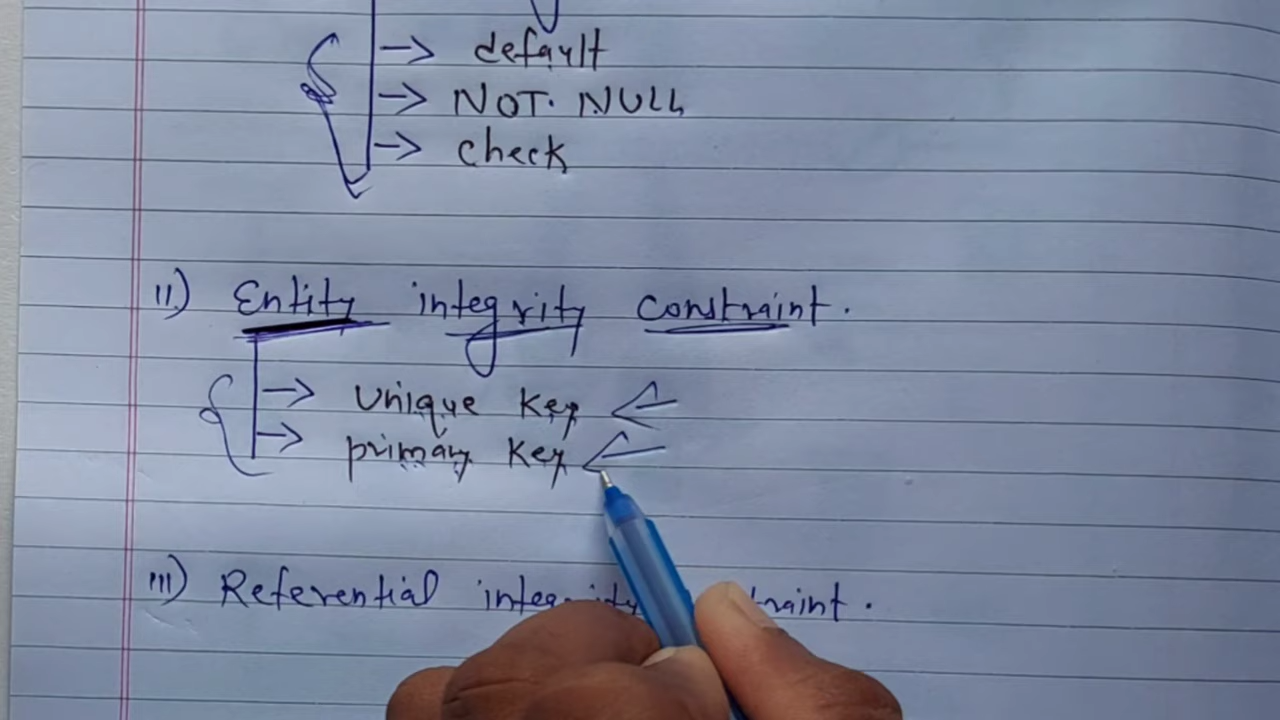 → default
→ NOT. NULL
→ check
II) Entity integrity constraint.
→ Unique Key
→ primary Key
III) Referential